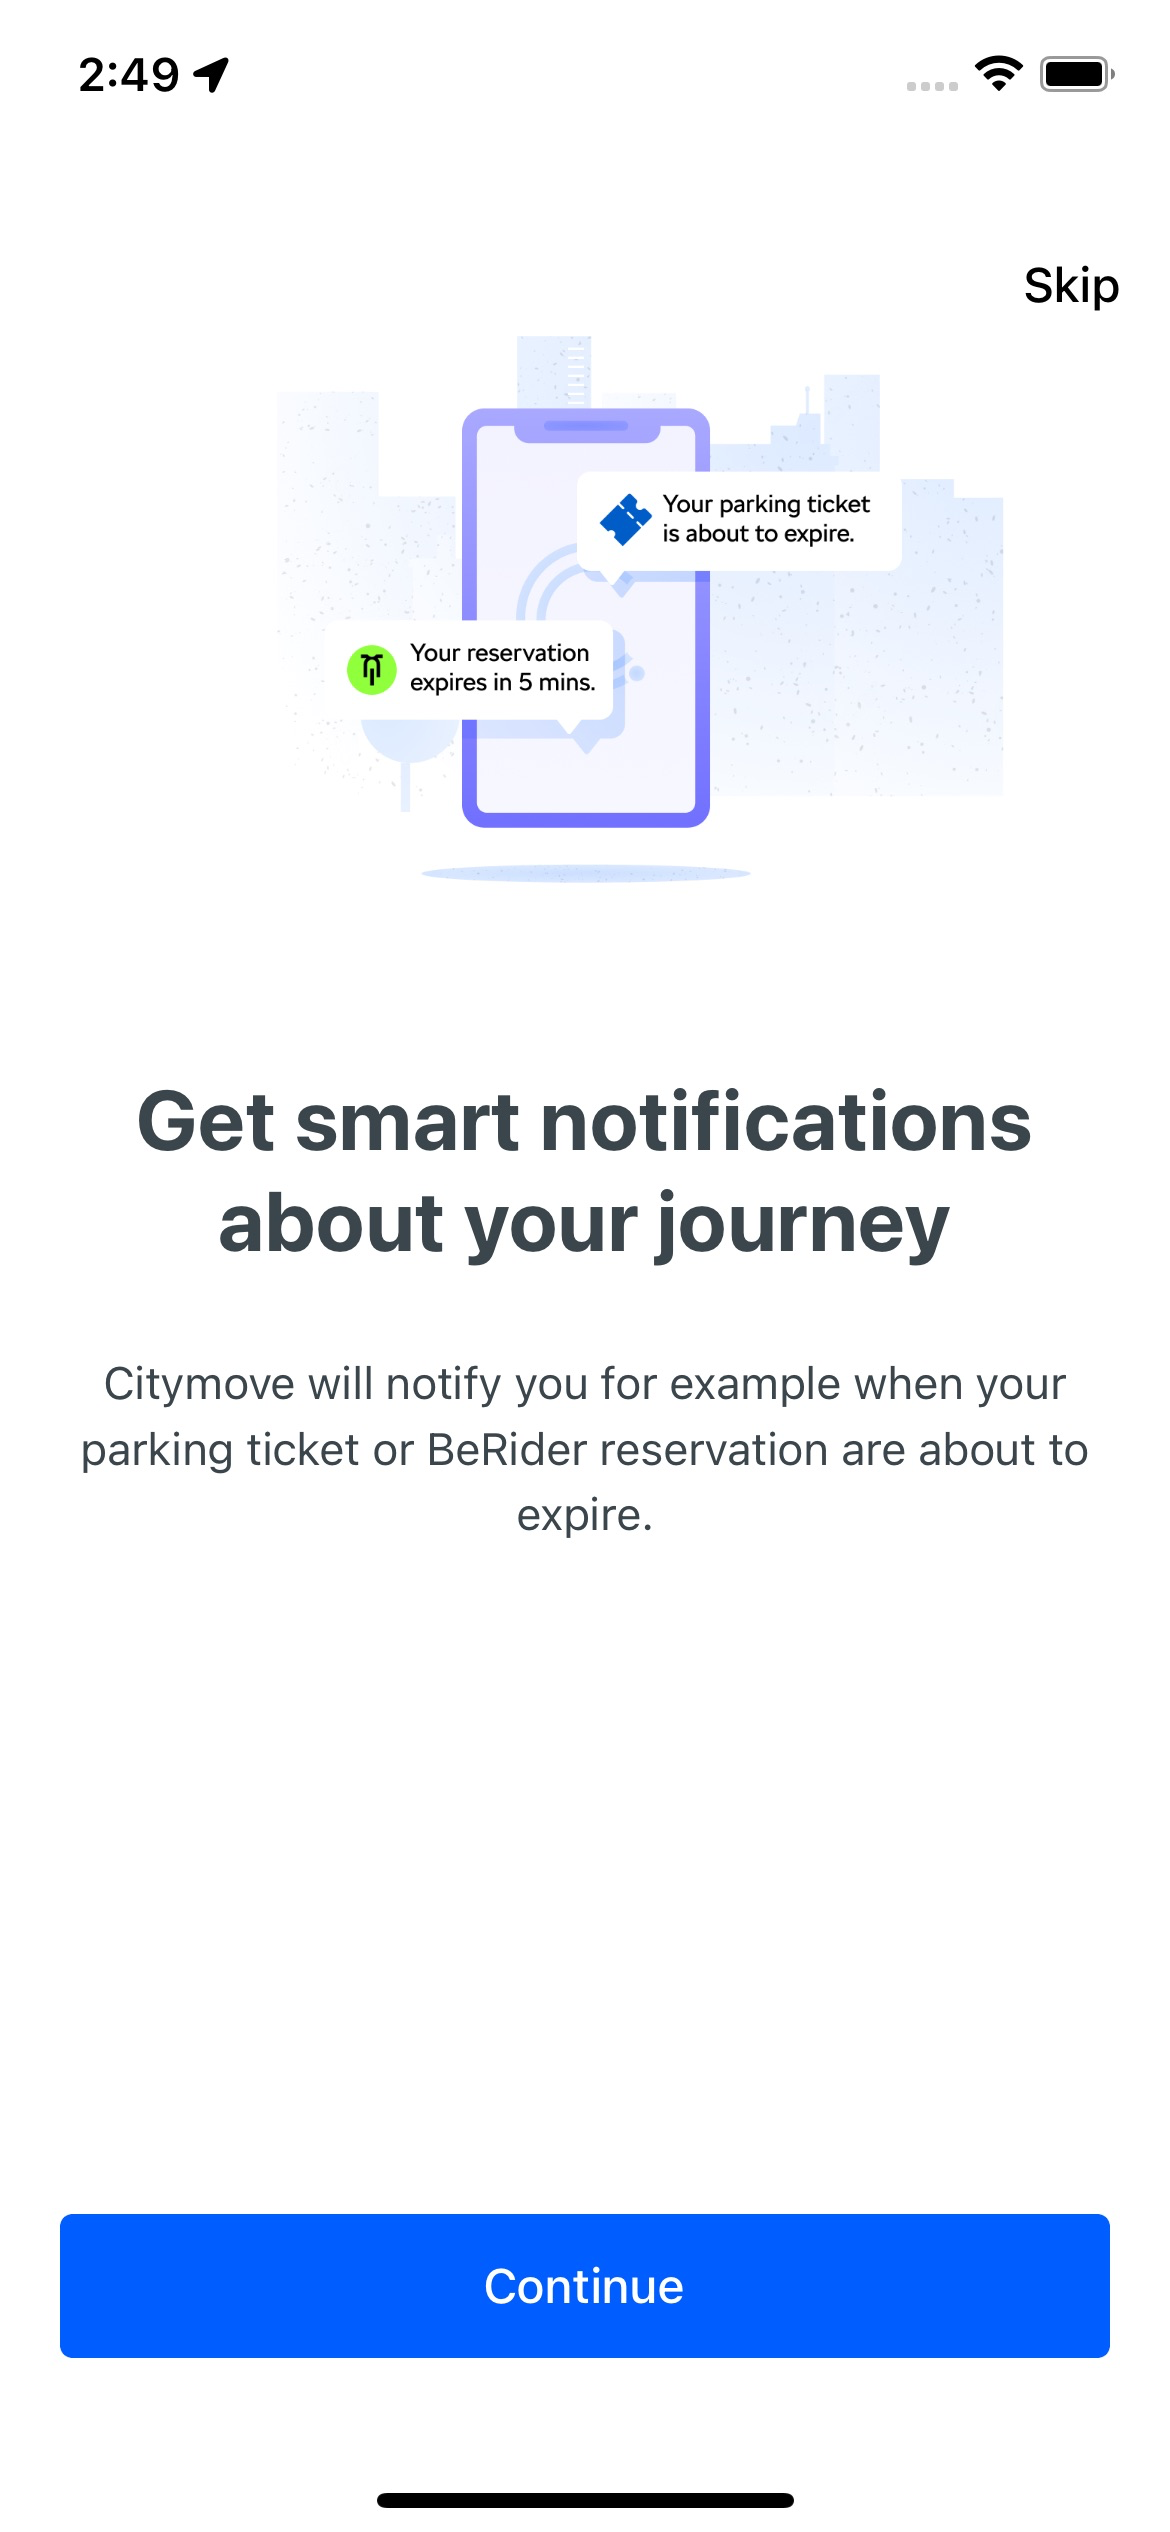 2:49
Skip
Your parking ticket
is about to expire.
Your reservation
expires in 5 mins.
Get smart notifications
about your journey
Citymove will notify you for example when your
parking ticket or BeRider reservation are about to
expire.
Continue